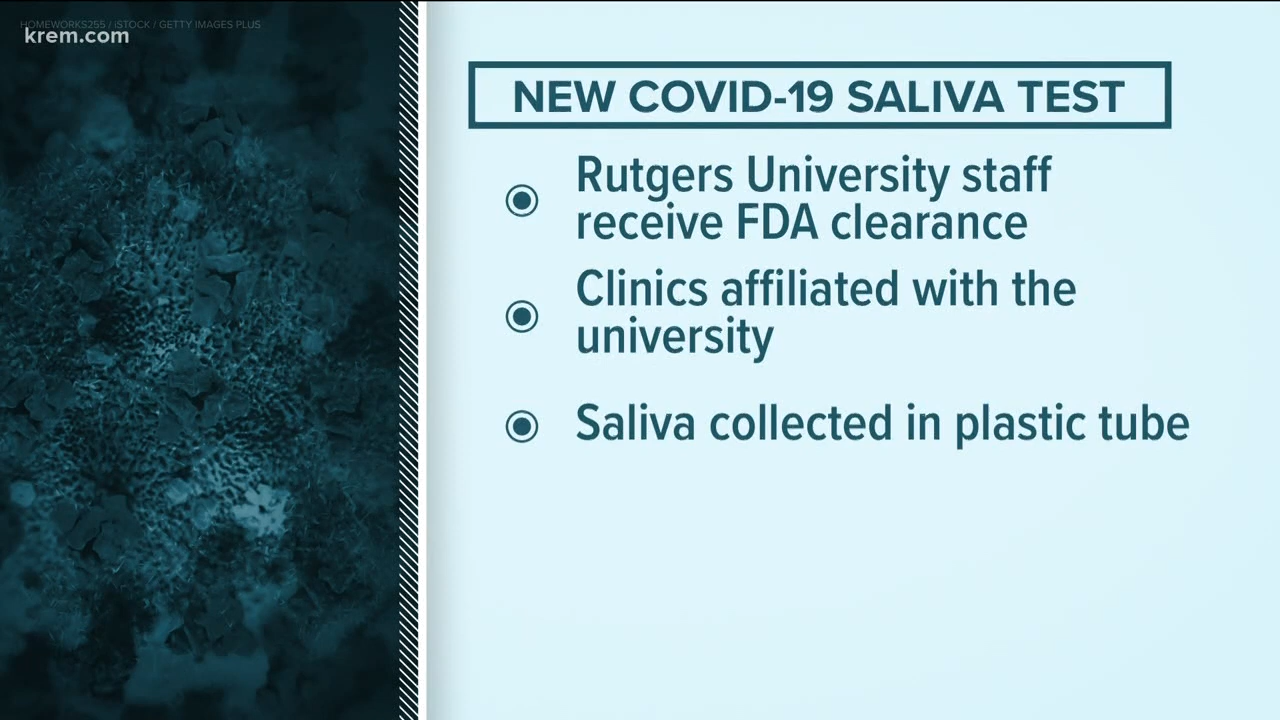 HOMEWORKS255 / iSTOCK / GETTY IMAGES PLUS
krem.com
NEW COVID-19 SALIVA TEST
Rutgers University staff
receive FDA clearance
Clinics affiliated with the
university
Saliva collected in plastic tube